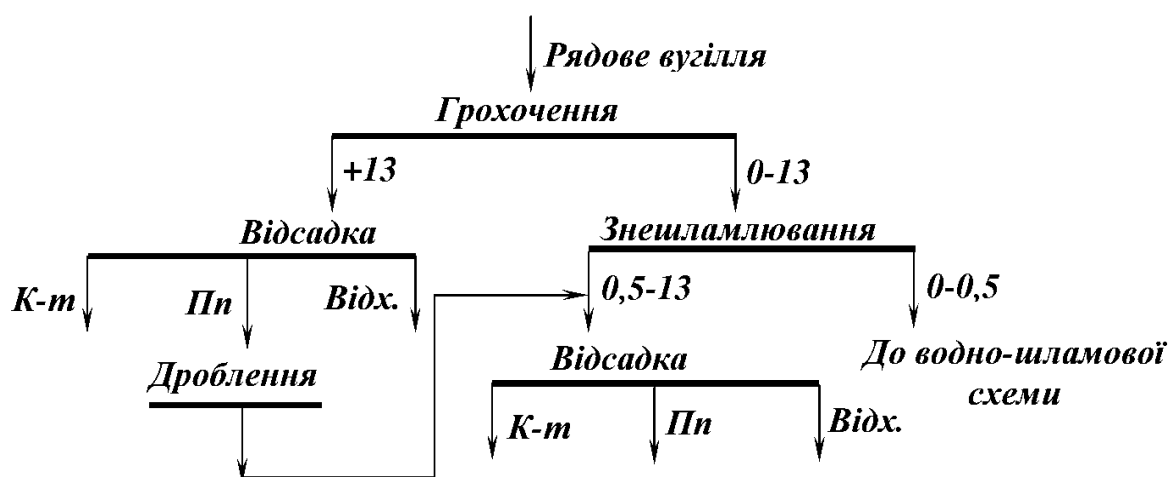 Рядове вугілля
Грохочення
+13
0-13
Відсадка
Знешламлювання
К-т
Пп
Відх.
0,5-13
0-0,5
Дроблення
Відсадка
До водно-шламової
схеми
К-т
Пп
Відх.